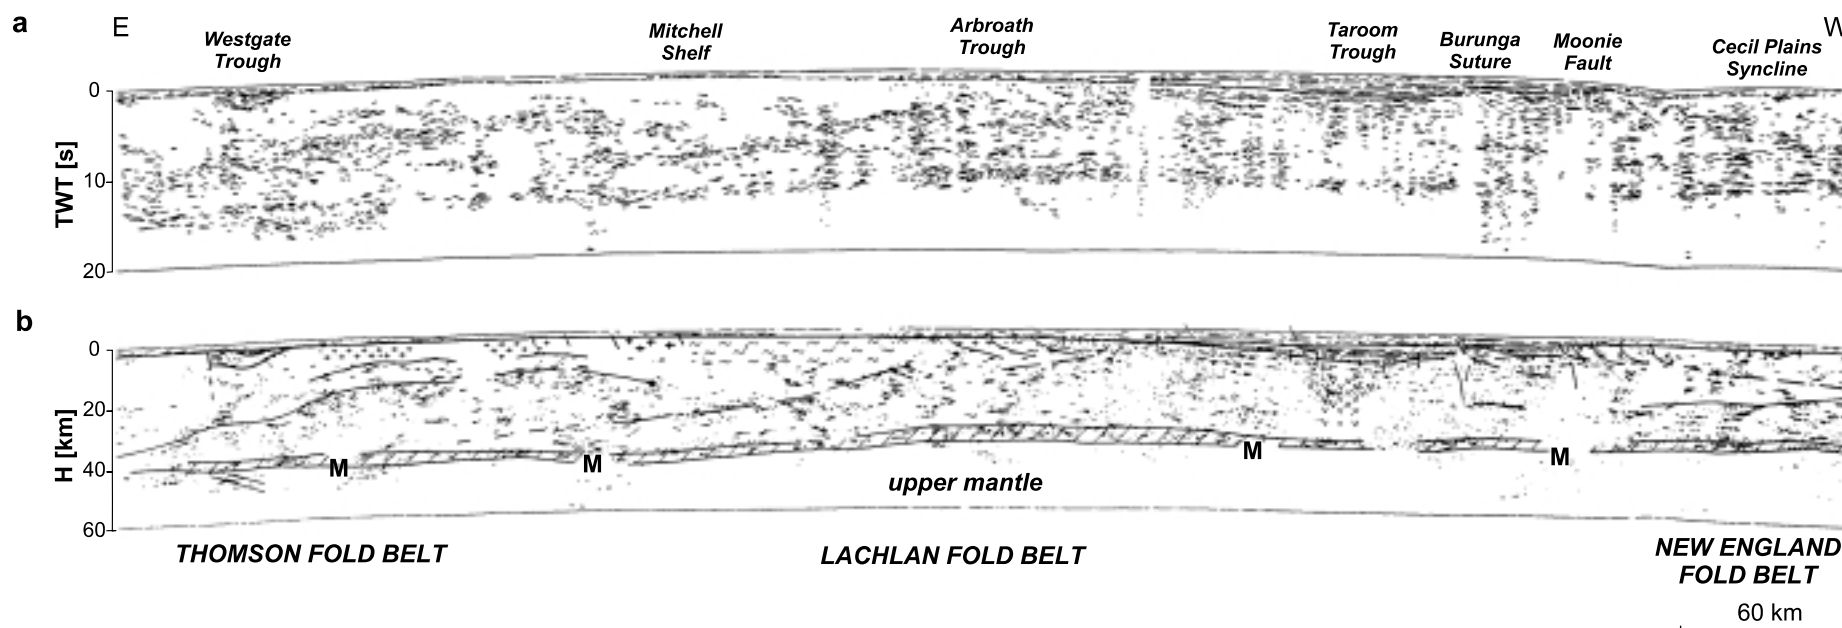 a
E
W
Westgate
Trough
Mitchell
Shelf
Arbroath
Trough
Taroom
Trough
Burunga
Suture
Moonie
Fault
Cecil Plains
Syncline
0
10
20
TWT [s]
b
0
20
40
60
H [km]
M
M
M
M
upper mantle
THOMSON FOLD BELT
LACHLAN FOLD BELT
NEW ENGLAND
FOLD BELT
60 km